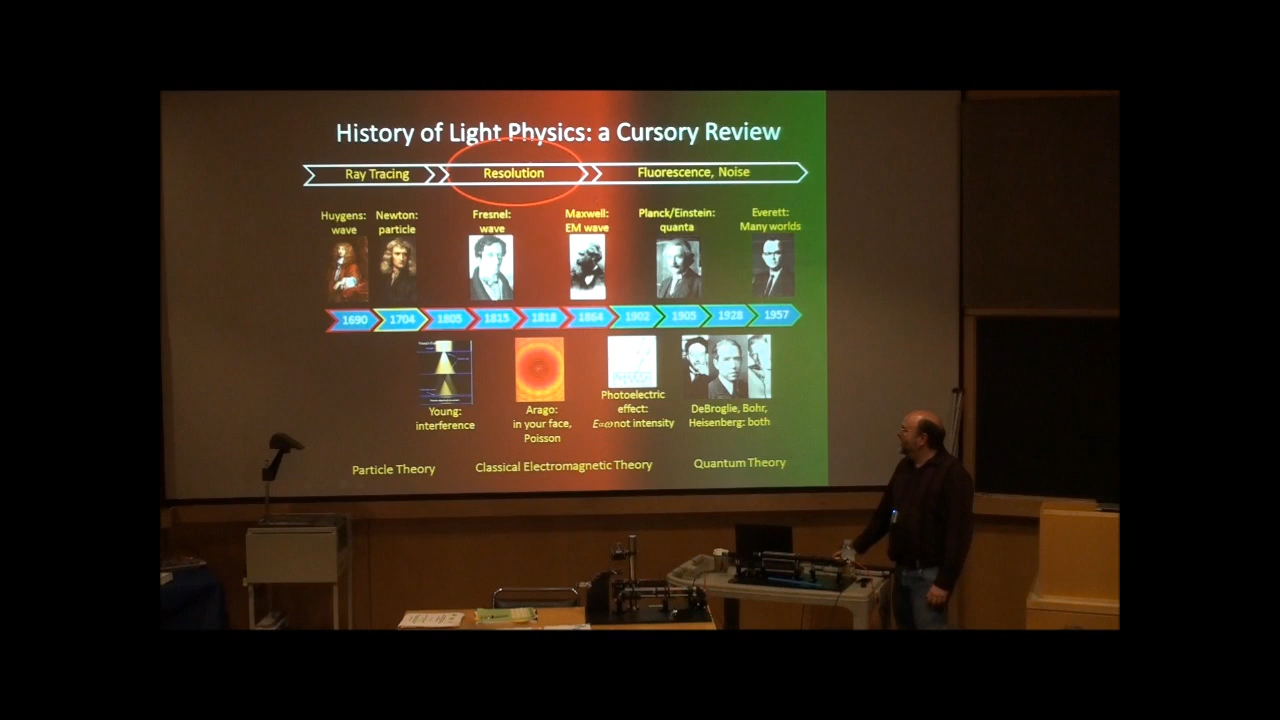 History of Light Physics: a Cursory Review
Ray Tracing
Resolution
Fluorescence, Noise
Huygens:
wave
Newton:
particle
Fresnel:
wave
Maxwell:
EM wave
Planck/Einstein:
quanta
Everett:
Many worlds
1690
1704
1805
1815
1818
1864
1902
1905
1928
1957
Young:
interference
Arago:
in your face,
Poisson
Photoelectric
effect:
E∝ω not intensity
DeBroglie, Bohr,
Heisenberg: both
Particle Theory
Classical Electromagnetic Theory
Quantum Theory